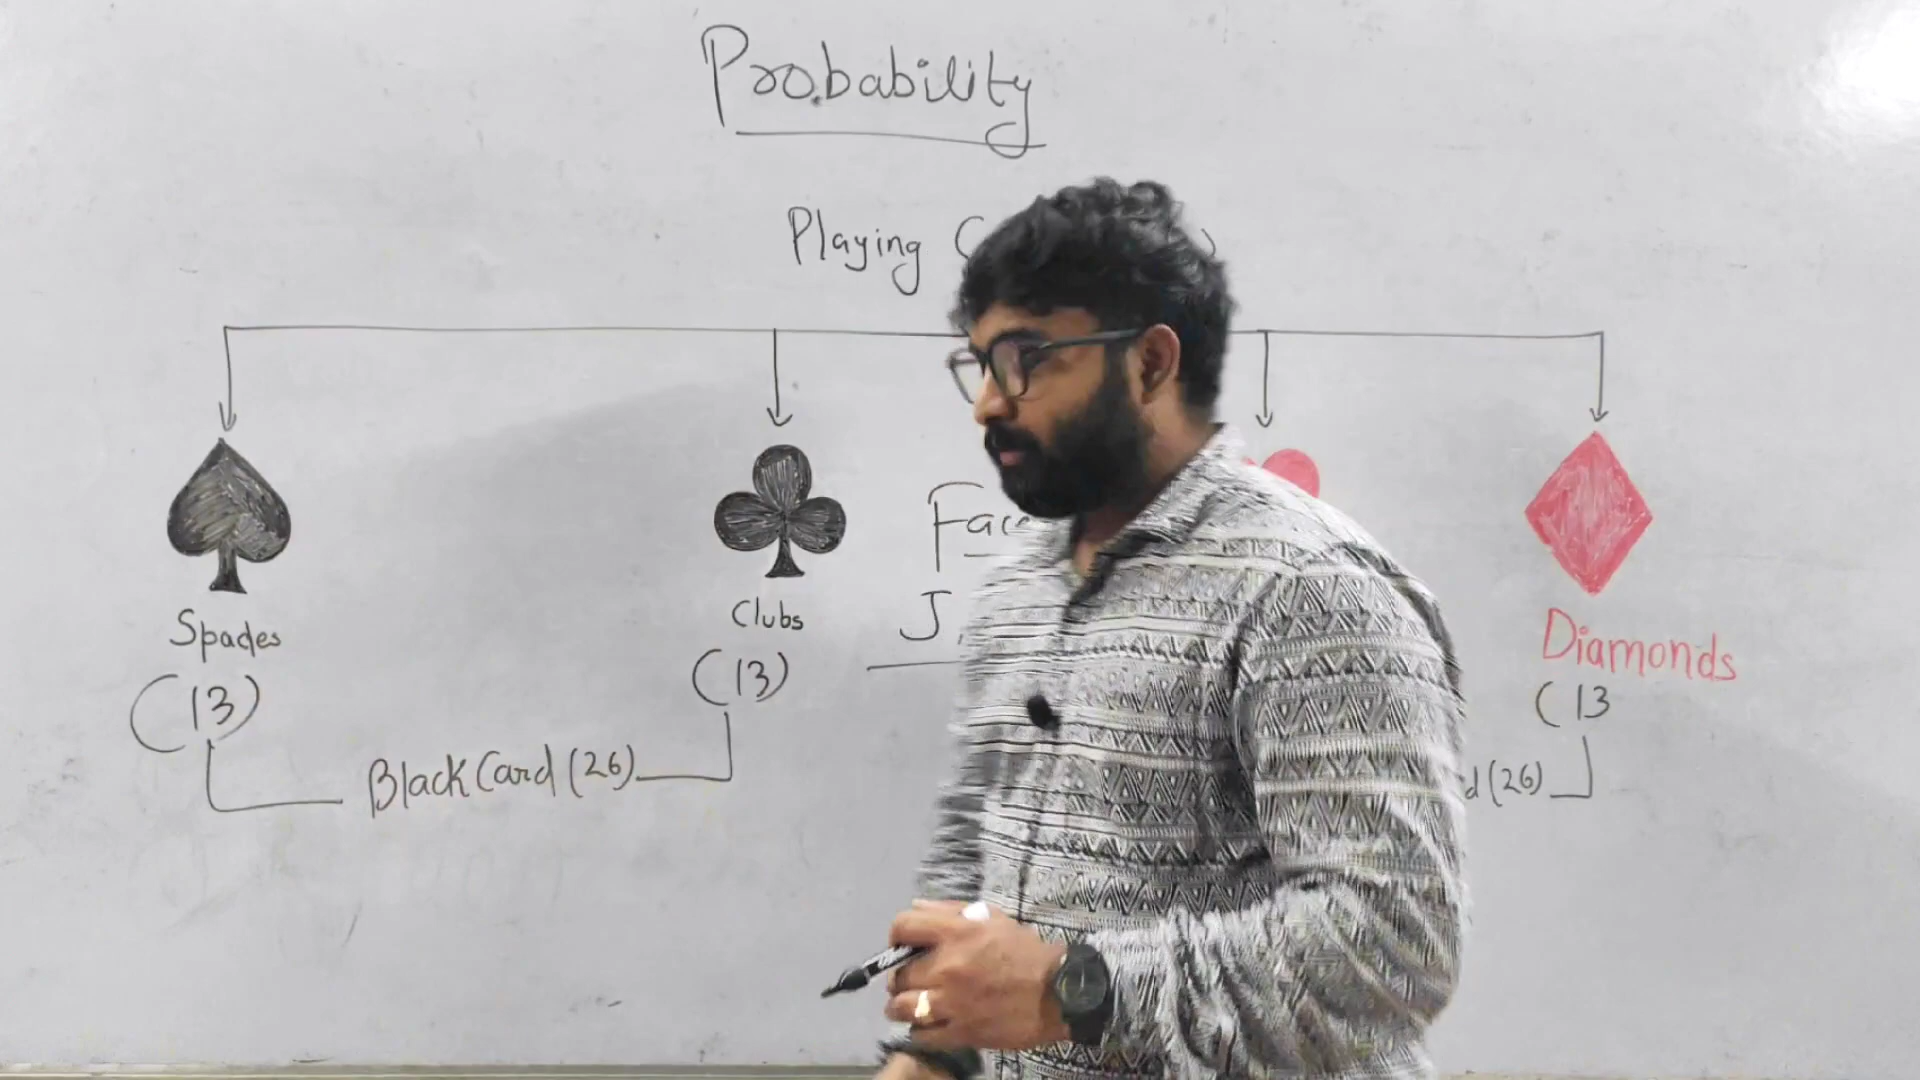 Probability
Playing
Spades
(13)
Clubs
(13)
J
Diamonds
(13
Black Card (26)
(26)